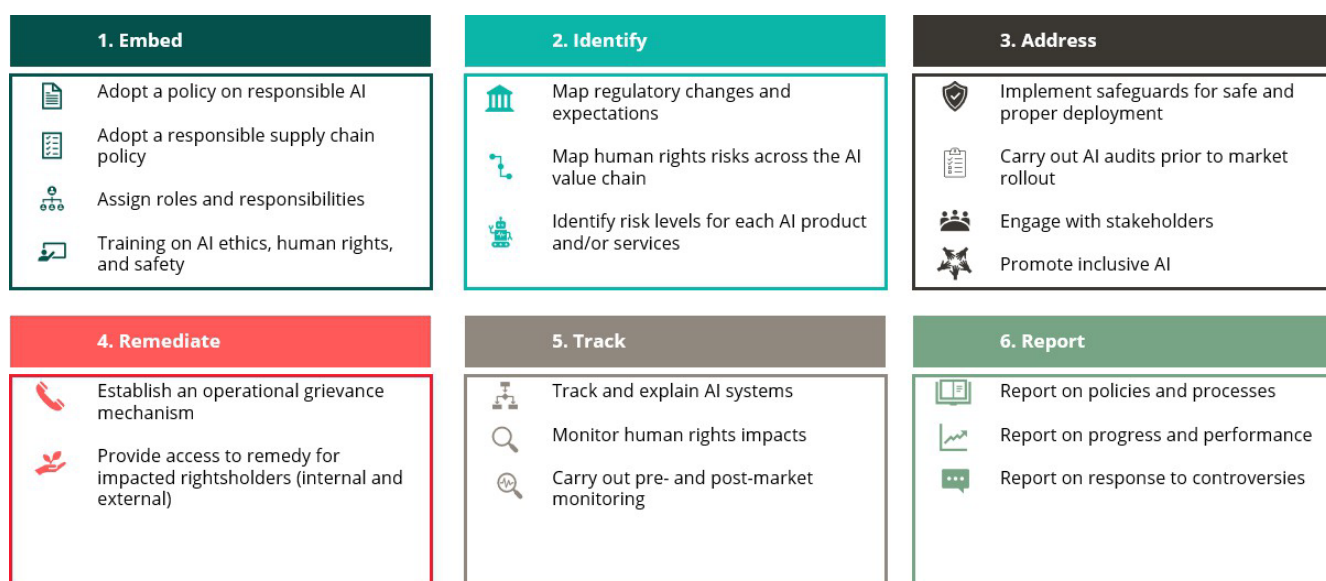 1. Embed
Adopt a policy on responsible AI
Adopt a responsible supply chain
policy
Assign roles and responsibilities
Training on AI ethics, human rights,
and safety
2. Identify
Map regulatory changes and
expectations
Map human rights risks across the AI
value chain
Identify risk levels for each AI product
and/or services
3. Address
Implement safeguards for safe and
proper deployment
Carry out AI audits prior to market
rollout
Engage with stakeholders
Promote inclusive AI
4. Remediate
Establish an operational grievance
mechanism
Provide access to remedy for
impacted rightsholders (internal and
external)
5. Track
Track and explain AI systems
Monitor human rights impacts
Carry out pre- and post-market
monitoring
6. Report
Report on policies and processes
Report on progress and performance
Report on response to controversies